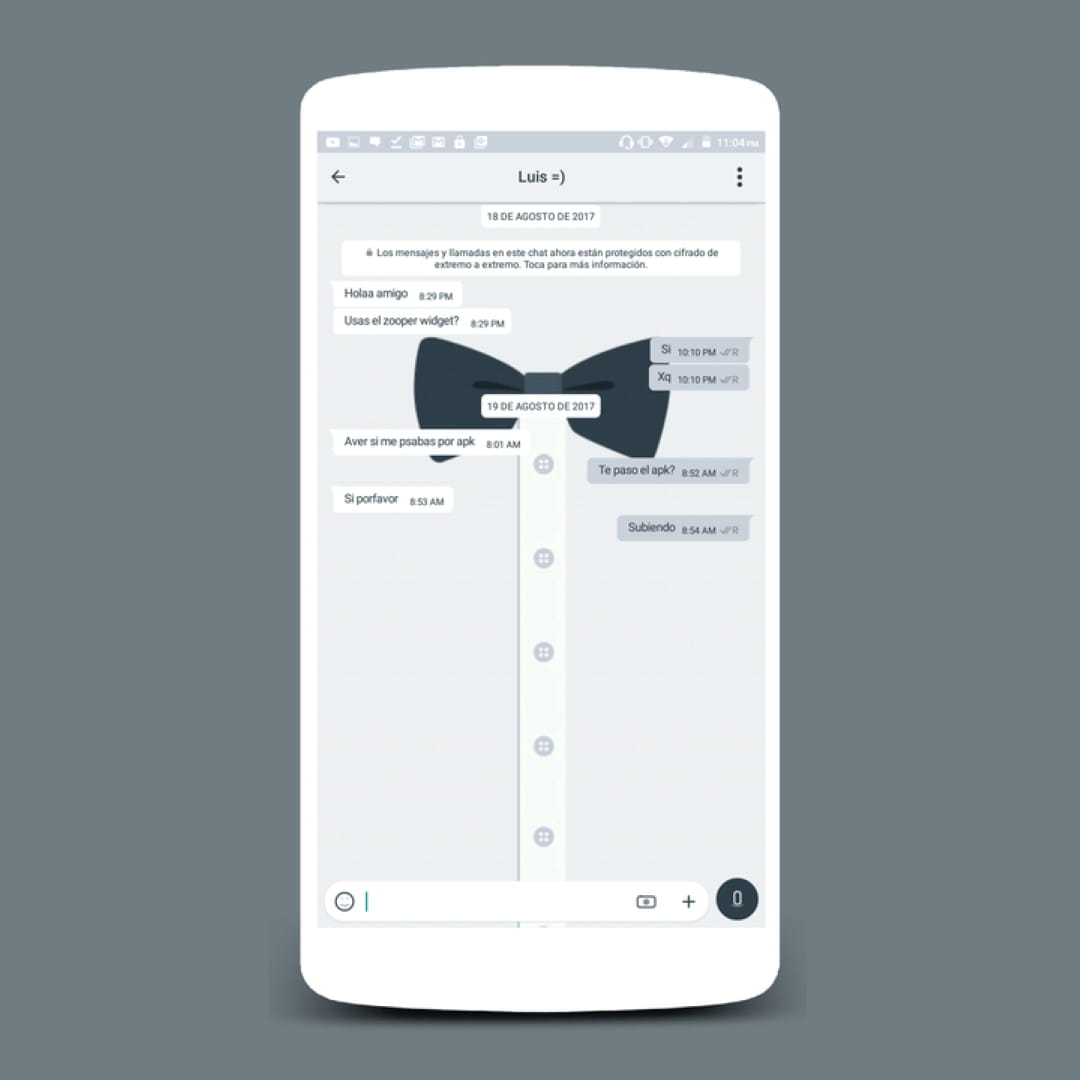 11:04 PM
Luis =)
18 DE AGOSTO DE 2017
Los mensajes y llamadas en este chat ahora están protegidos con cifrado de
extremo a extremo. Toca para más información.
Holaa amigo 8:29 PM
Usas el zooper widget? 8:29 PM
Si 10:10 PM R
Xq 10:10 PM R
19 DE AGOSTO DE 2017
Aver si me psabas por apk 8:01 AM
Te paso el apk? 8:52 AM R
Si porfavor 8:53 AM
Subiendo 8:54 AM R